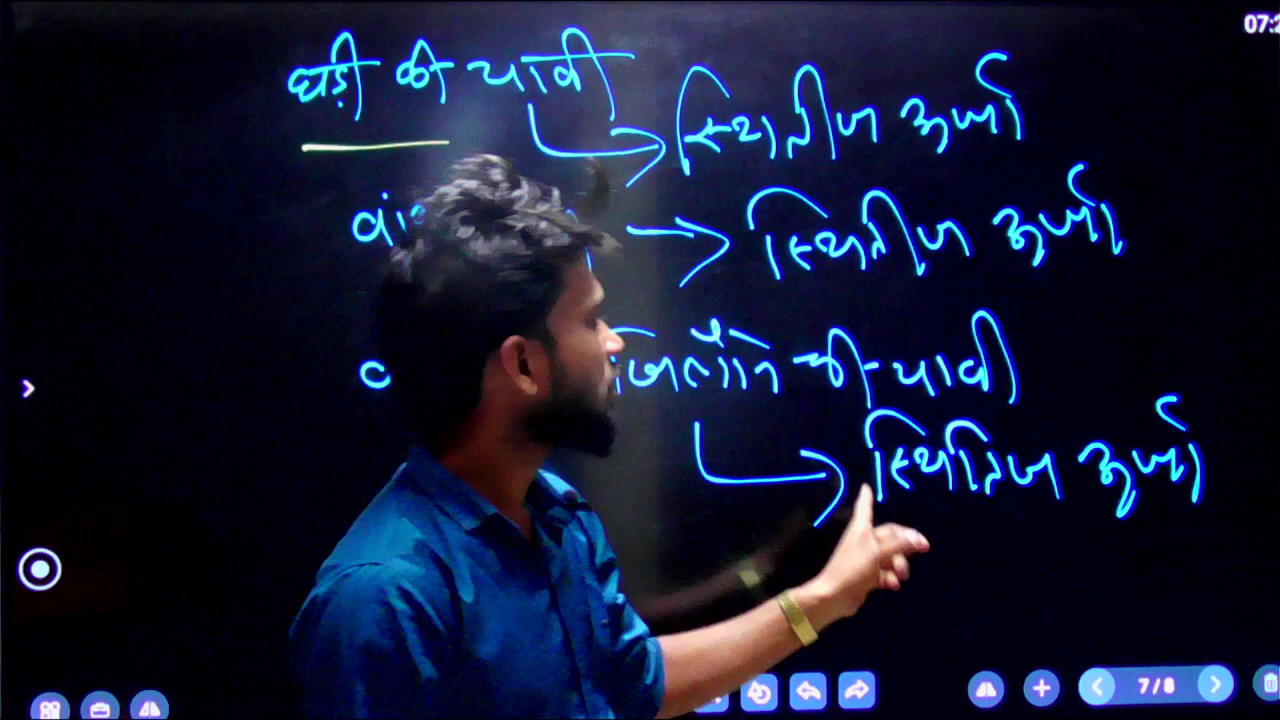 07:2
घड़ी की चावी
स्थितीज ऊर्जा
स्थितीज ऊर्जा
खिलौने की चावी
स्थितिज ऊर्जा
7/8